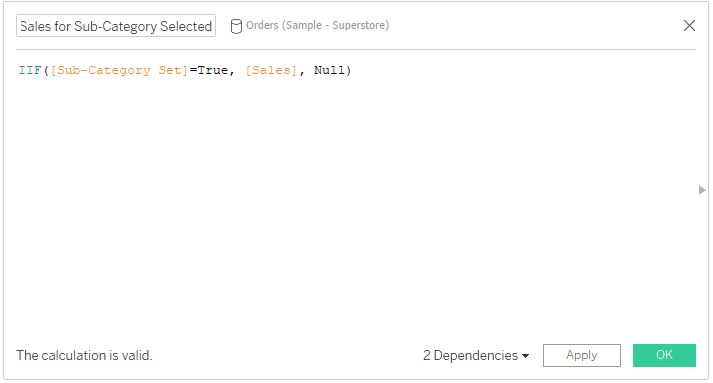 Sales for Sub-Category Selected
Orders (Sample - Superstore)
IIF([Sub-Category Set]=True, [Sales], Null)
The calculation is valid.
2 Dependencies
Apply
OK